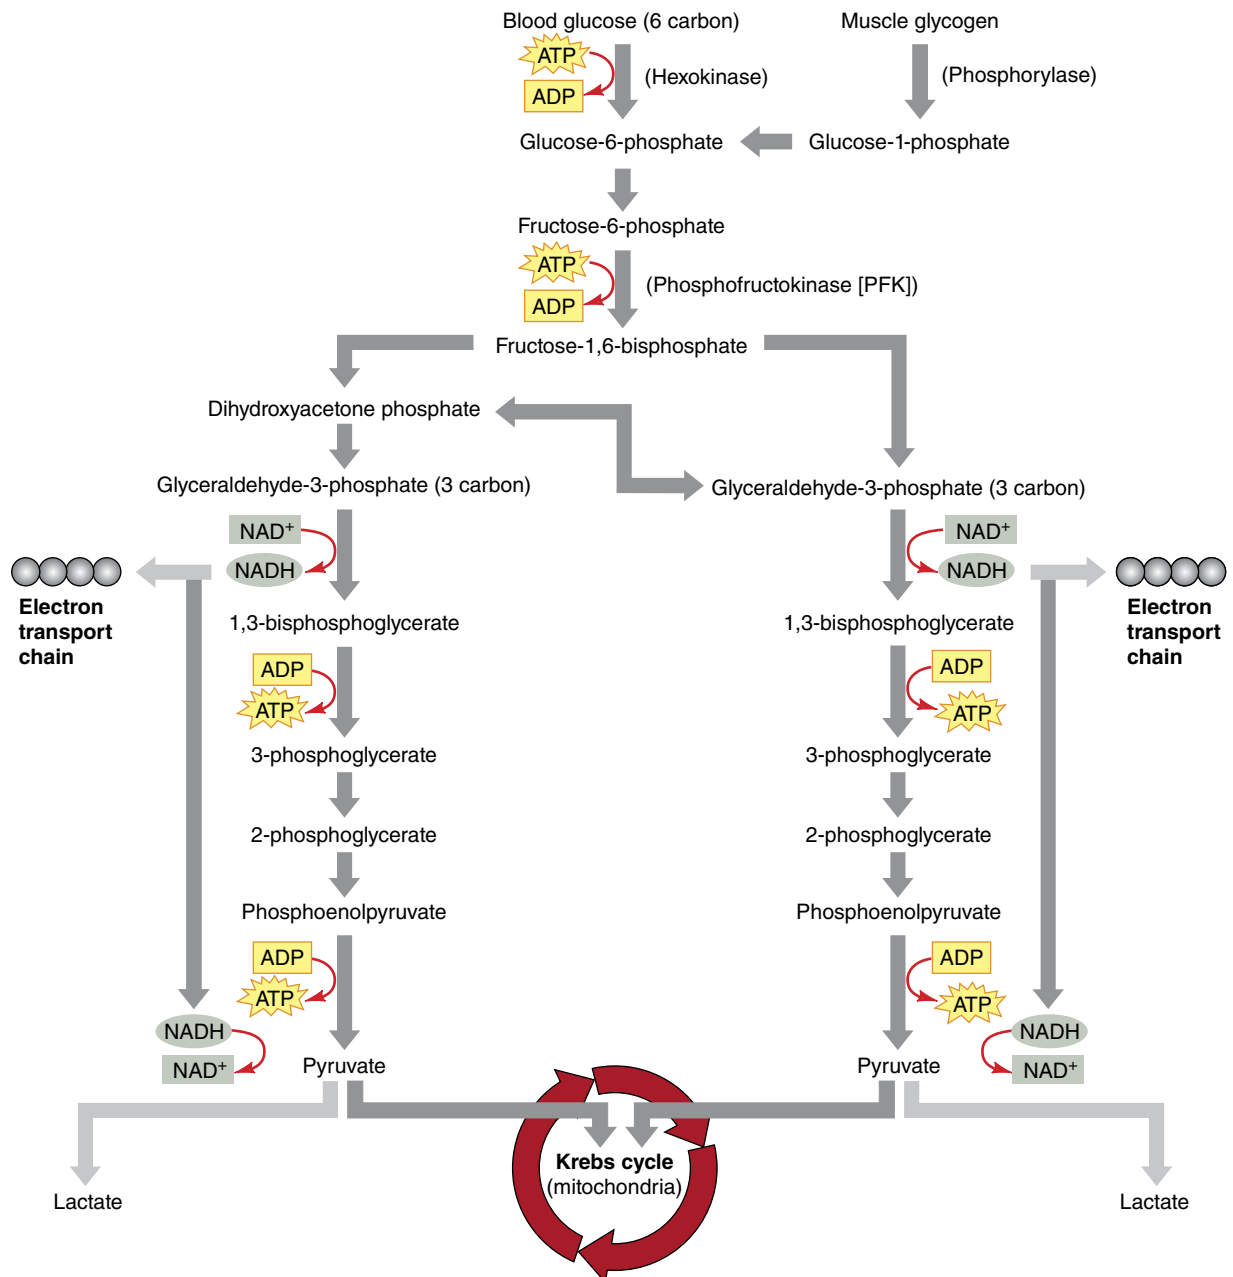 Blood glucose (6 carbon)
Muscle glycogen
ATP
(Hexokinase)
(Phosphorylase)
ADP
Glucose-6-phosphate
Glucose-1-phosphate
Fructose-6-phosphate
ATP
(Phosphofructokinase [PFK])
ADP
Fructose-1,6-bisphosphate
Dihydroxyacetone phosphate
Glyceraldehyde-3-phosphate (3 carbon)
Glyceraldehyde-3-phosphate (3 carbon)
NAD+
NAD+
NADH
NADH
Electron
transport
chain
Electron
transport
chain
1,3-bisphosphoglycerate
1,3-bisphosphoglycerate
ADP
ADP
ATP
ATP
3-phosphoglycerate
3-phosphoglycerate
2-phosphoglycerate
2-phosphoglycerate
Phosphoenolpyruvate
Phosphoenolpyruvate
ADP
ADP
ATP
ATP
NADH
NADH
NAD+
NAD+
Pyruvate
Pyruvate
Krebs cycle
(mitochondria)
Lactate
Lactate